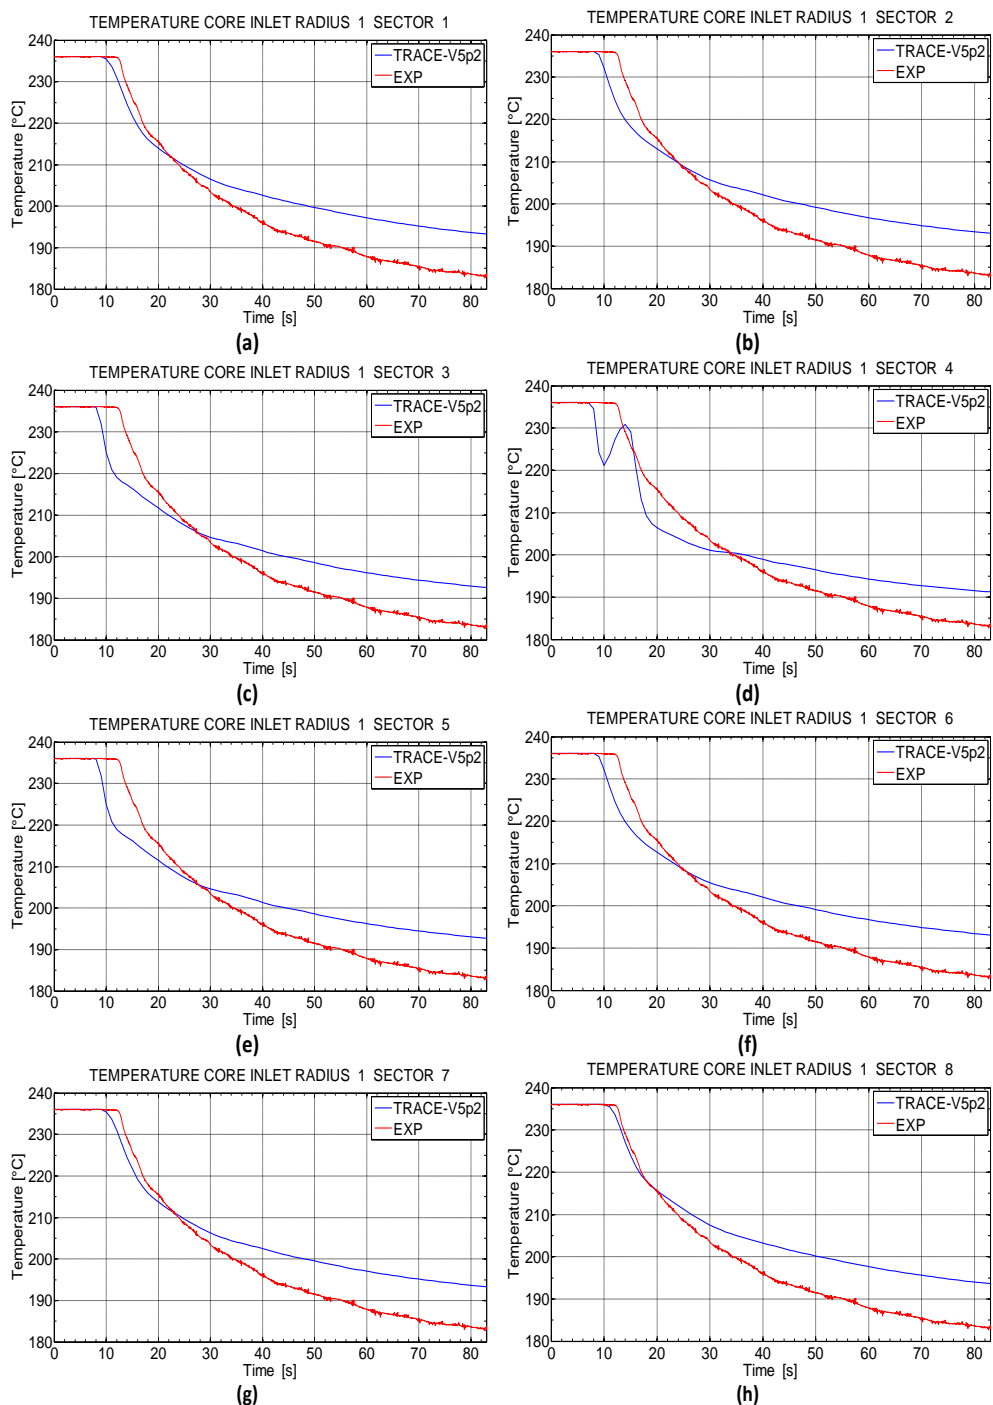 TEMPERATURE CORE INLET RADIUS 1 SECTOR 1
240
230
220
210
200
190
180
Temperature [°C]
TRACE-V5p2
EXP
0 10 20 30 40 50 60 70 80
Time [s]
(a)
TEMPERATURE CORE INLET RADIUS 1 SECTOR 2
240
230
220
210
200
190
180
Temperature [°C]
TRACE-V5p2
EXP
0 10 20 30 40 50 60 70 80
Time [s]
(b)
TEMPERATURE CORE INLET RADIUS 1 SECTOR 3
240
230
220
210
200
190
180
Temperature [°C]
TRACE-V5p2
EXP
0 10 20 30 40 50 60 70 80
Time [s]
(c)
TEMPERATURE CORE INLET RADIUS 1 SECTOR 4
240
230
220
210
200
190
180
Temperature [°C]
TRACE-V5p2
EXP
0 10 20 30 40 50 60 70 80
Time [s]
(d)
TEMPERATURE CORE INLET RADIUS 1 SECTOR 5
240
230
220
210
200
190
180
Temperature [°C]
TRACE-V5p2
EXP
0 10 20 30 40 50 60 70 80
Time [s]
(e)
TEMPERATURE CORE INLET RADIUS 1 SECTOR 6
240
230
220
210
200
190
180
Temperature [°C]
TRACE-V5p2
EXP
0 10 20 30 40 50 60 70 80
Time [s]
(f)
TEMPERATURE CORE INLET RADIUS 1 SECTOR 7
240
230
220
210
200
190
180
Temperature [°C]
TRACE-V5p2
EXP
0 10 20 30 40 50 60 70 80
Time [s]
(g)
TEMPERATURE CORE INLET RADIUS 1 SECTOR 8
240
230
220
210
200
190
180
Temperature [°C]
TRACE-V5p2
EXP
0 10 20 30 40 50 60 70 80
Time [s]
(h)